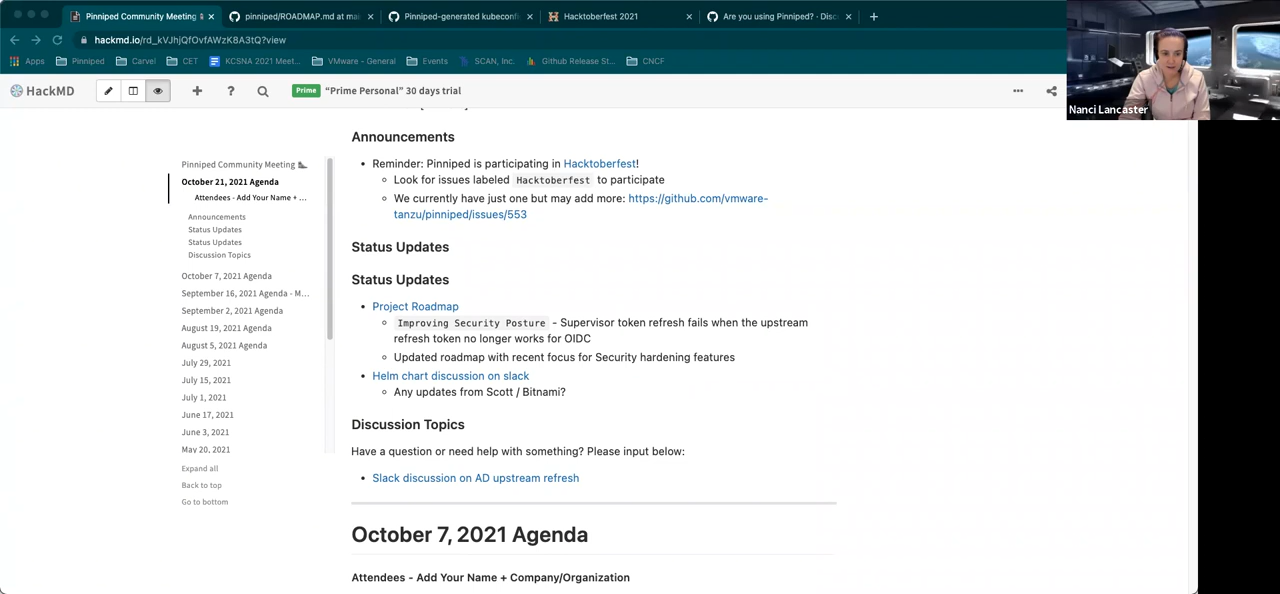 Pinniped Community Meeting
pinniped/ROADMAP.md at mai
Pinniped-generated kubeconfi
Hacktoberfest 2021
Are you using Pinniped? · Disc
hackmd.io/rd_kVJhjQfOvfAWzK8A3tQ?view
Apps
Pinniped
Carvel
CET
KCSNA 2021 Meet...
VMware - General
Events
SCAN, Inc.
Github Release St...
CNCF
HackMD
Prime
“Prime Personal” 30 days trial
Nanci Lancaster
Pinniped Community Meeting
October 21, 2021 Agenda
Attendees - Add Your Name + ...
Announcements
Status Updates
Status Updates
Discussion Topics
October 7, 2021 Agenda
September 16, 2021 Agenda - M...
September 2, 2021 Agenda
August 19, 2021 Agenda
August 5, 2021 Agenda
July 29, 2021
July 15, 2021
July 1, 2021
June 17, 2021
June 3, 2021
May 20, 2021
Expand all
Back to top
Go to bottom
Announcements
Reminder: Pinniped is participating in Hacktoberfest!
Look for issues labeled Hacktoberfest to participate
We currently have just one but may add more: https://github.com/vmware-
tanzu/pinniped/issues/553
Status Updates
Status Updates
Project Roadmap
Improving Security Posture - Supervisor token refresh fails when the upstream
refresh token no longer works for OIDC
Updated roadmap with recent focus for Security hardening features
Helm chart discussion on slack
Any updates from Scott / Bitnami?
Discussion Topics
Have a question or need help with something? Please input below:
Slack discussion on AD upstream refresh
October 7, 2021 Agenda
Attendees - Add Your Name + Company/Organization